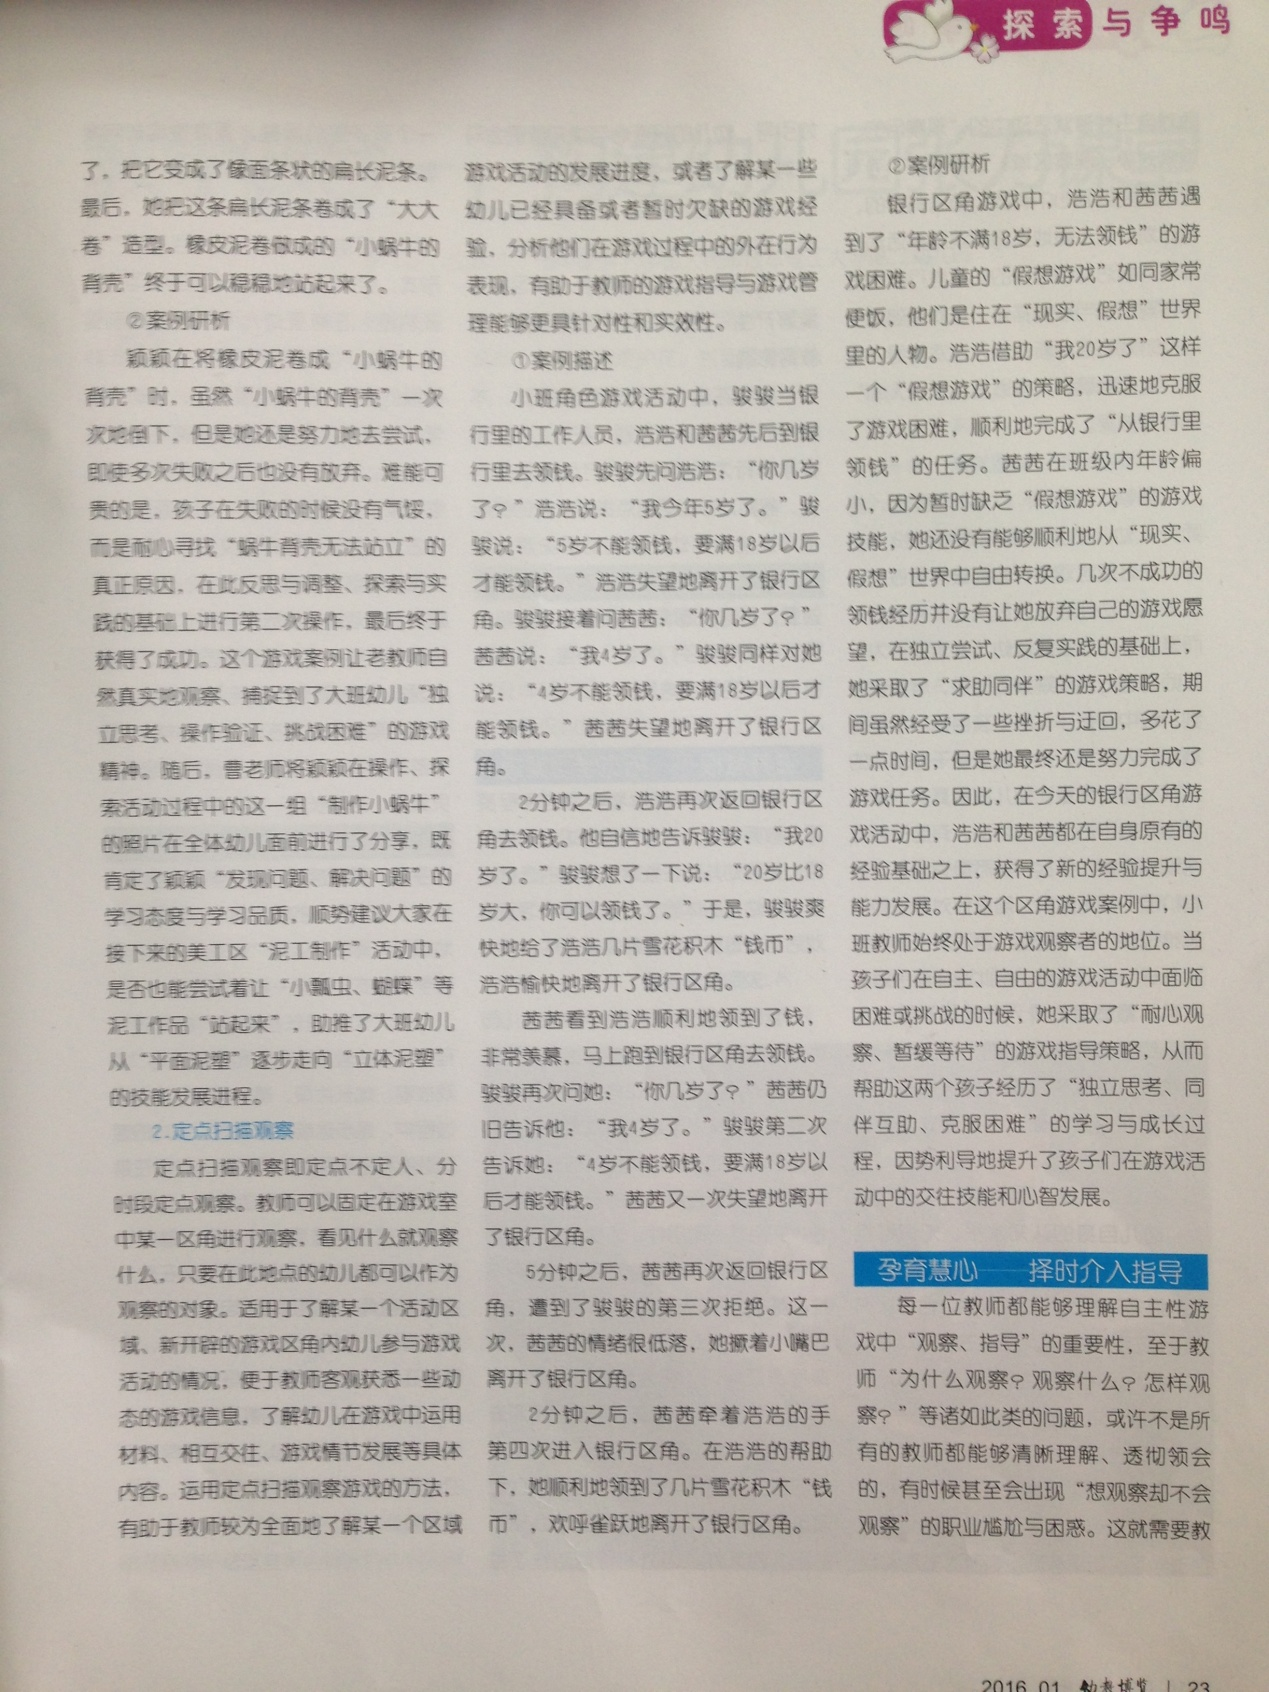 探索与争鸣
了，把它变成了像面条状的扁长泥条。
最后，她把这条扁长泥条卷成了“大大
卷”造型。橡皮泥卷做成的“小蜗牛的
背壳”终于可以稳稳地站起来了。
②案例研析
颖颖在将橡皮泥卷成“小蜗牛的
背壳”时，虽然“小蜗牛的背壳”一次
次地倒下，但是她还是努力地去尝试，
即使多次失败之后也没有放弃。难能可
贵的是，孩子在失败的时候没有气馁，
而是耐心寻找“蜗牛背壳无法站立”的
真正原因，在此反思与调整、探索与实
践的基础上进行第二次操作，最后终于
获得了成功。这个游戏案例让老教师自
然真实地观察、捕捉到了大班幼儿“独
立思考、操作验证、挑战困难”的游戏
精神。随后，曹老师将颖颖在操作、探
索活动过程中的这一组“制作小蜗牛”
的照片在全体幼儿面前进行了分享，既
肯定了颖颖“发现问题、解决问题”的
学习态度与学习品质，顺势建议大家在
接下来的美工区“泥工制作”活动中，
是否也能尝试着让“小瓢虫、蝴蝶”等
泥工作品“站起来”，助推了大班幼儿
从“平面泥塑”逐步走向“立体泥塑”
的技能发展进程。
2.定点扫描观察
定点扫描观察即定点不定人、分
时段定点观察。教师可以固定在游戏室
中某一区角进行观察，看见什么就观察
什么，只要在此地点的幼儿都可以作为
观察的对象。适用于了解某一个活动区
域、新开辟的游戏区角内幼儿参与游戏
活动的情况，便于教师客观获悉一些动
态的游戏信息，了解幼儿在游戏中运用
材料、相互交往、游戏情节发展等具体
内容。运用定点扫描观察游戏的方法，
有助于教师较为全面地了解某一个区域
游戏活动的发展进度，或者了解某一些
幼儿已经具备或者暂时欠缺的游戏经
验，分析他们在游戏过程中的外在行为
表现，有助于教师的游戏指导与游戏管
理能够更具针对性和实效性。
①案例描述
小班角色游戏活动中，骏骏当银
行里的工作人员，浩浩和茜茜先后到银
行里去领钱。骏骏先问浩浩：“你几岁
了？”浩浩说：“我今年5岁了。”骏
骏说：“5岁不能领钱，要满18岁以后
才能领钱。”浩浩失望地离开了银行区
角。骏骏接着问茜茜：“你几岁了？”
茜茜说：“我4岁了。”骏骏同样对她
说：“4岁不能领钱，要满18岁以后才
能领钱。”茜茜失望地离开了银行区
角。
2分钟之后，浩浩再次返回银行区
角去领钱。他自信地告诉骏骏：“我20
岁了。”骏骏想了一下说：“20岁比18
岁大，你可以领钱了。”于是，骏骏爽
快地给了浩浩几片雪花积木“钱币”，
浩浩愉快地离开了银行区角。
茜茜看到浩浩顺利地领到了钱，
非常羡慕，马上跑到银行区角去领钱。
骏骏再次问她：“你几岁了？”茜茜仍
旧告诉他：“我4岁了。”骏骏第二次
告诉她：“4岁不能领钱，要满18岁以
后才能领钱。”茜茜又一次失望地离开
了银行区角。
5分钟之后，茜茜再次返回银行区
角，遭到了骏骏的第三次拒绝。这一
次，茜茜的情绪很低落，她撅着小嘴巴
离开了银行区角。
2分钟之后，茜茜牵着浩浩的手
第四次进入银行区角。在浩浩的帮助
下，她顺利地领到了几片雪花积木“钱
币”，欢呼雀跃地离开了银行区角。
②案例研析
银行区角游戏中，浩浩和茜茜遇
到了“年龄不满18岁，无法领钱”的游
戏困难。儿童的“假想游戏”如同家常
便饭，他们是住在“现实、假想”世界
里的人物。浩浩借助“我20岁了”这样
一个“假想游戏”的策略，迅速地克服
了游戏困难，顺利地完成了“从银行里
领钱”的任务。茜茜在班级内年龄偏
小，因为暂时缺乏“假想游戏”的游戏
技能，她还没有能够顺利地从“现实、
假想”世界中自由转换。几次不成功的
领钱经历并没有让她放弃自己的游戏愿
望，在独立尝试、反复实践的基础上，
她采取了“求助同伴”的游戏策略，期
间虽然经受了一些挫折与迂回，多花了
一点时间，但是她最终还是努力完成了
游戏任务。因此，在今天的银行区角游
戏活动中，浩浩和茜茜都在自身原有的
经验基础之上，获得了新的经验提升与
能力发展。在这个区角游戏案例中，小
班教师始终处于游戏观察者的地位。当
孩子们在自主、自由的游戏活动中面临
困难或挑战的时候，她采取了“耐心观
察、暂缓等待”的游戏指导策略，从而
帮助这两个孩子经历了“独立思考、同
伴互助、克服困难”的学习与成长过
程，因势利导地提升了孩子们在游戏活
动中的交往技能和心智发展。
孕育慧心——择时介入指导
每一位教师都能够理解自主性游
戏中“观察、指导”的重要性，至于教
师“为什么观察？观察什么？怎样观
察？”等诸如此类的问题，或许不是所
有的教师都能够清晰理解、透彻领会
的，有时候甚至会出现“想观察却不会
观察”的职业尴尬与困惑。这就需要教
2016.01 幼教博览 | 23